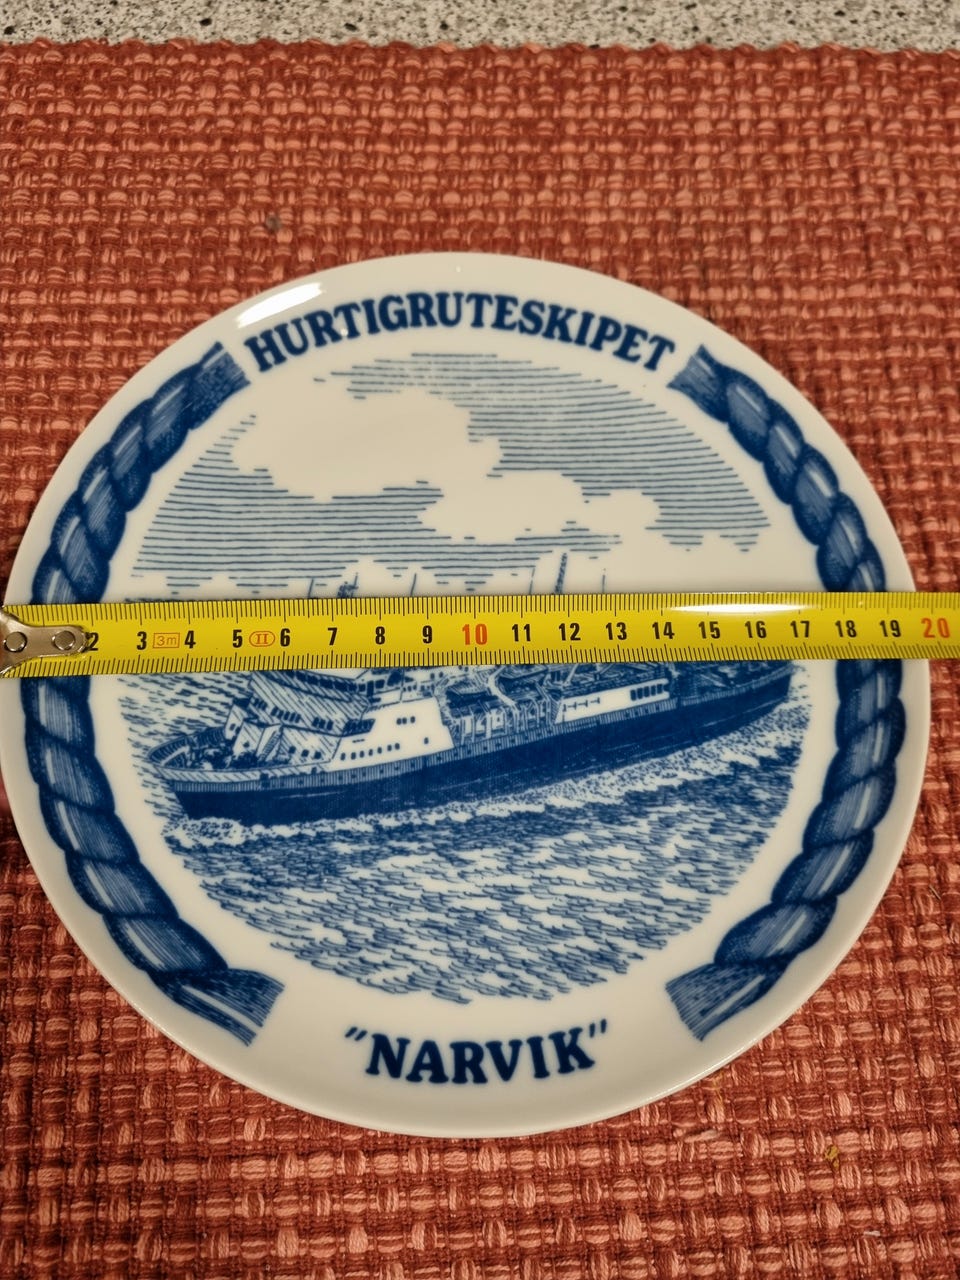 HURTIGRUTESKIPET
2 3 3m 4 5 II 6 7 8 9 10 11 12 13 14 15 16 17 18 19 20
"NARVIK"